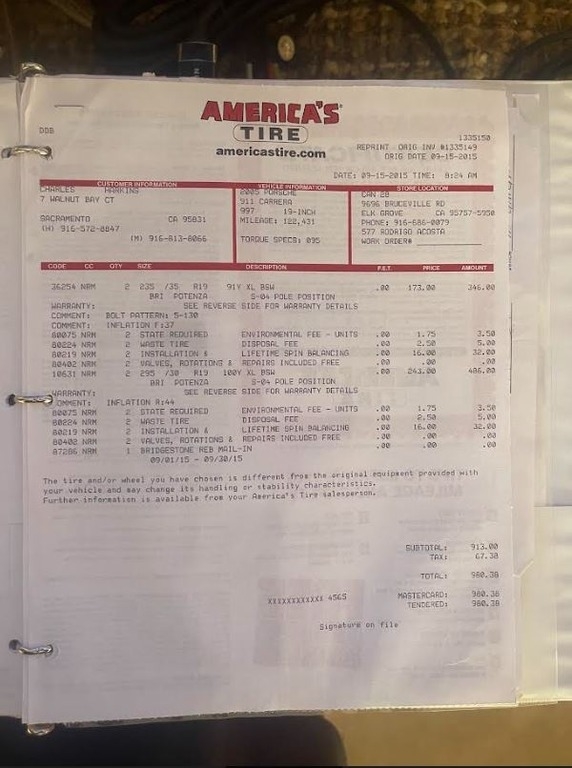 AMERICA'S
TIRE
americastire.com
DDB
1335150
REPRINT ORIG INV #1335149
ORIG DATE 09-15-2015
DATE: 09-15-2015 TIME: 8:24 AM
CUSTOMER INFORMATION
VEHICLE INFORMATION
STORE LOCATION
CHARLES HAWKING
7 WALNUT BAY CT
SACRAMENTO CA 95831
(H) 916-572-8847
(M) 916-813-8066
2005 PORSCHE
911 CARRERA
997 19-INCH
MILEAGE: 122,431
TORQUE SPECS: 095
CAN 28
9696 BRUCEVILLE RD
ELK GROVE CA 95757-5950
PHONE: 916-686-0079
577 RODRIGO ACOSTA
WORK ORDER#
CODE CC QTY SIZE DESCRIPTION F.E.T. PRICE AMOUNT
36254 NRM 2 235 /35 R19 91Y XL BSW .00 173.00 346.00
BRI POTENZA S-04 POLE POSITION
WARRANTY: SEE REVERSE SIDE FOR WARRANTY DETAILS
COMMENT: BOLT PATTERN: 5-130
COMMENT: INFLATION F:37
80075 NRM 2 STATE REQUIRED ENVIRONMENTAL FEE - UNITS .00 1.75 3.50
80224 NRM 2 WASTE TIRE DISPOSAL FEE .00 2.50 5.00
80219 NRM 2 INSTALLATION & LIFETIME SPIN BALANCING .00 16.00 32.00
80402 NRM 2 VALVES, ROTATIONS & REPAIRS INCLUDED FREE .00 .00 .00
10631 NRM 2 295 /30 R19 100Y XL BSW .00 243.00 486.00
BRI POTENZA S-04 POLE POSITION
WARRANTY: SEE REVERSE SIDE FOR WARRANTY DETAILS
COMMENT: INFLATION R:44
80075 NRM 2 STATE REQUIRED ENVIRONMENTAL FEE - UNITS .00 1.75 3.50
80224 NRM 2 WASTE TIRE DISPOSAL FEE .00 2.50 5.00
80219 NRM 2 INSTALLATION & LIFETIME SPIN BALANCING .00 16.00 32.00
80402 NRM 2 VALVES, ROTATIONS & REPAIRS INCLUDED FREE .00 .00 .00
87286 NRM 1 BRIDGESTONE REB MAIL-IN .00 .00 .00
09/01/15 - 09/30/15
The tire and/or wheel you have chosen is different from the original equipment provided with
your vehicle and may change its handling or stability characteristics.
Further information is available from your America's Tire salesperson.
SUBTOTAL: 913.00
TAX: 67.38
TOTAL: 980.38
XXXXXXXXXXXX 4565 MASTERCARD: 980.38
TENDERED: 980.38
Signature on file